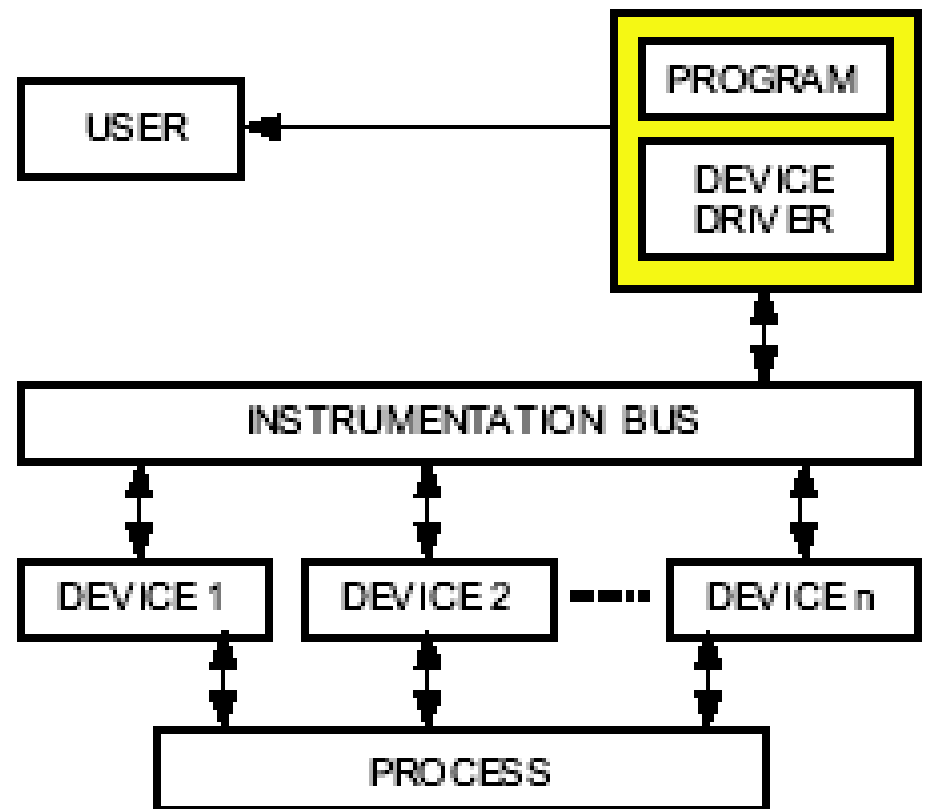 PROGRAM
USER
DEVICE
DRIVER
INSTRUMENTATION BUS
DEVICE 1
DEVICE 2
DEVICE n
PROCESS